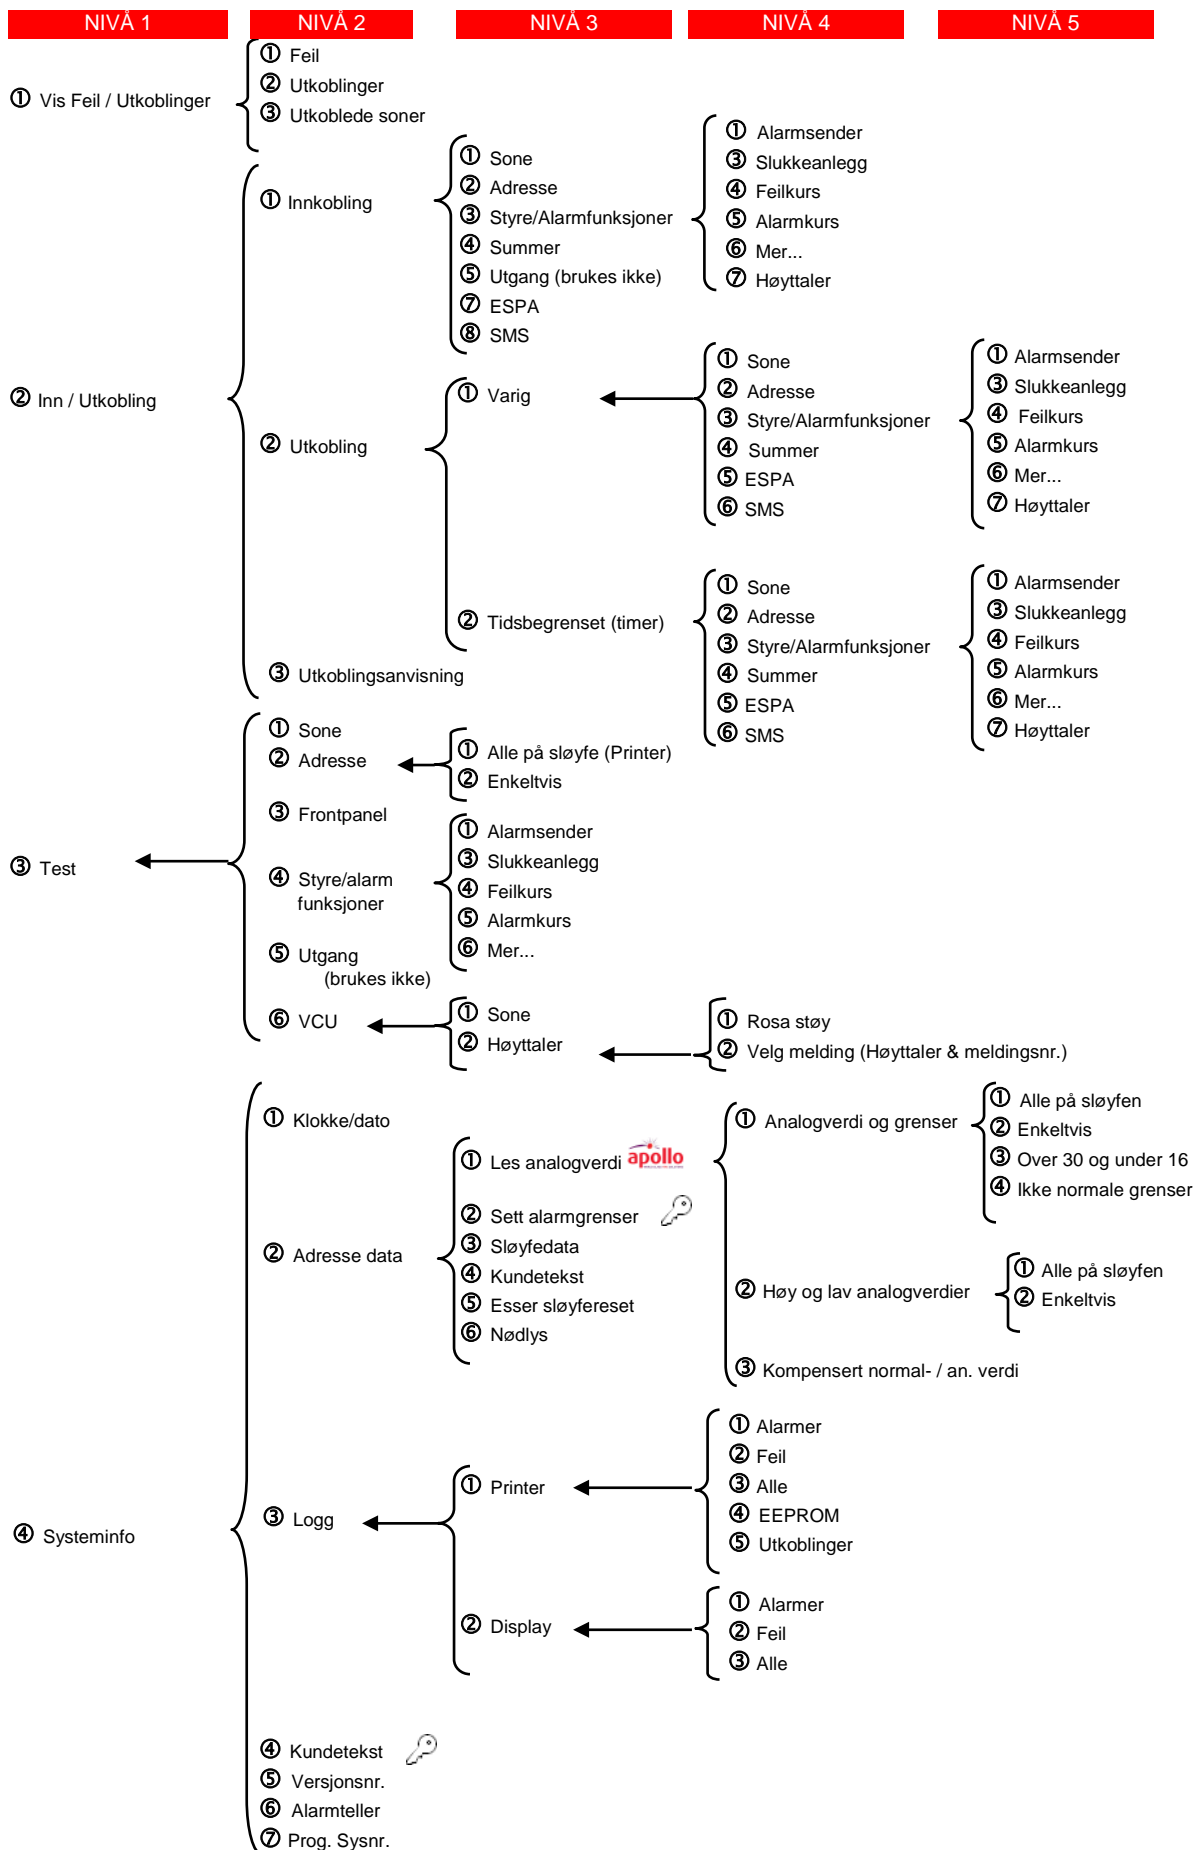 NIVÅ 1
NIVÅ 2
NIVÅ 3
NIVÅ 4
NIVÅ 5
① Vis Feil / Utkoblinger
① Feil
② Utkoblinger
③ Utkoblede soner
② Inn / Utkobling
① Innkobling
① Sone
② Adresse
③ Styre/Alarmfunksjoner
④ Summer
⑤ Utgang (brukes ikke)
⑦ ESPA
⑧ SMS
① Alarmsender
③ Slukkeanlegg
④ Feilkurs
⑤ Alarmkurs
⑥ Mer...
⑦ Høyttaler
② Utkobling
① Varig
① Sone
② Adresse
③ Styre/Alarmfunksjoner
④ Summer
⑤ ESPA
⑥ SMS
① Alarmsender
③ Slukkeanlegg
④ Feilkurs
⑤ Alarmkurs
⑥ Mer...
⑦ Høyttaler
② Tidsbegrenset (timer)
① Sone
② Adresse
③ Styre/Alarmfunksjoner
④ Summer
⑤ ESPA
⑥ SMS
① Alarmsender
③ Slukkeanlegg
④ Feilkurs
⑤ Alarmkurs
⑥ Mer...
⑦ Høyttaler
③ Utkoblingsanvisning
③ Test
① Sone
② Adresse
① Alle på sløyfe (Printer)
② Enkeltvis
③ Frontpanel
④ Styre/alarm
funksjoner
① Alarmsender
③ Slukkeanlegg
④ Feilkurs
⑤ Alarmkurs
⑥ Mer...
⑤ Utgang
(brukes ikke)
⑥ VCU
① Sone
② Høyttaler
① Rosa støy
② Velg melding (Høyttaler & meldingsnr.)
④ Systeminfo
① Klokke/dato
② Adresse data
① Les analogverdi apollo
② Sett alarmgrenser
③ Sløyfedata
④ Kundetekst
⑤ Esser sløyfereset
⑥ Nødlys
① Analogverdi og grenser
① Alle på sløyfen
② Enkeltvis
③ Over 30 og under 16
④ Ikke normale grenser
② Høy og lav analogverdier
① Alle på sløyfen
② Enkeltvis
③ Kompensert normal- / an. verdi
③ Logg
① Printer
① Alarmer
② Feil
③ Alle
④ EEPROM
⑤ Utkoblinger
② Display
① Alarmer
② Feil
③ Alle
④ Kundetekst
⑤ Versjonsnr.
⑥ Alarmteller
⑦ Prog. Sysnr.